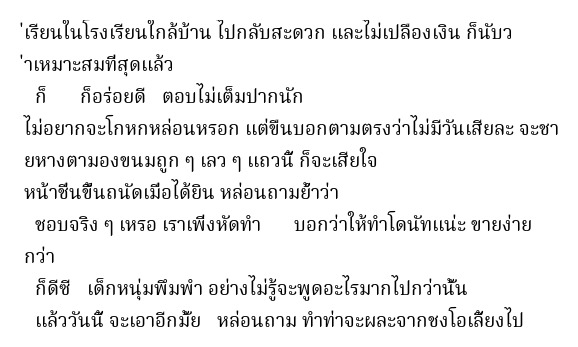 ่เรียนในโรงเรียนใกล้บ้าน ไปกลับสะดวก และไม่เปลืองเงิน ก็นับว
่าเหมาะสมที่สุดแล้ว
ก็ ก็อร่อยดี ตอบไม่เต็มปากนัก
ไม่อยากจะโกหกหล่อนหรอก แต่ขืนบอกตามตรงว่าไม่มีวันเสียละ จะชา
ยหางตามองขนมถูก ๆ เลว ๆ แถวนี้ ก็จะเสียใจ
หน้าชื่นขึ้นถนัดเมื่อได้ยิน หล่อนถามย้ำว่า
ชอบจริง ๆ เหรอ เราเพิ่งหัดทำ บอกว่าให้ทำโดนัทแน่ะ ขายง่าย
กว่า
ก็ดีซี เด็กหนุ่มพึมพำ อย่างไม่รู้จะพูดอะไรมากไปกว่านั้น
แล้ววันนี้ จะเอาอีกมั้ย หล่อนถาม ทำท่าจะผละจากชงโอเลี้ยงไป